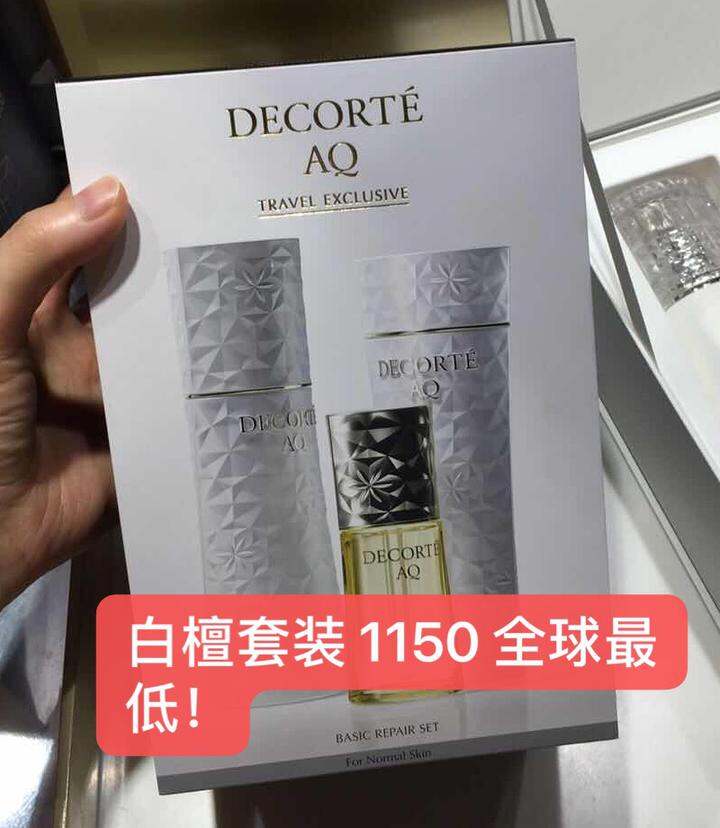 DECORTÉ
AQ
TRAVEL EXCLUSIVE
DECORTÉ
AQ
DECORTÉ
AQ
DECORTÉ
AQ
白檀套装 1150 全球最
低!
BASIC REPAIR SET
For Normal Skin